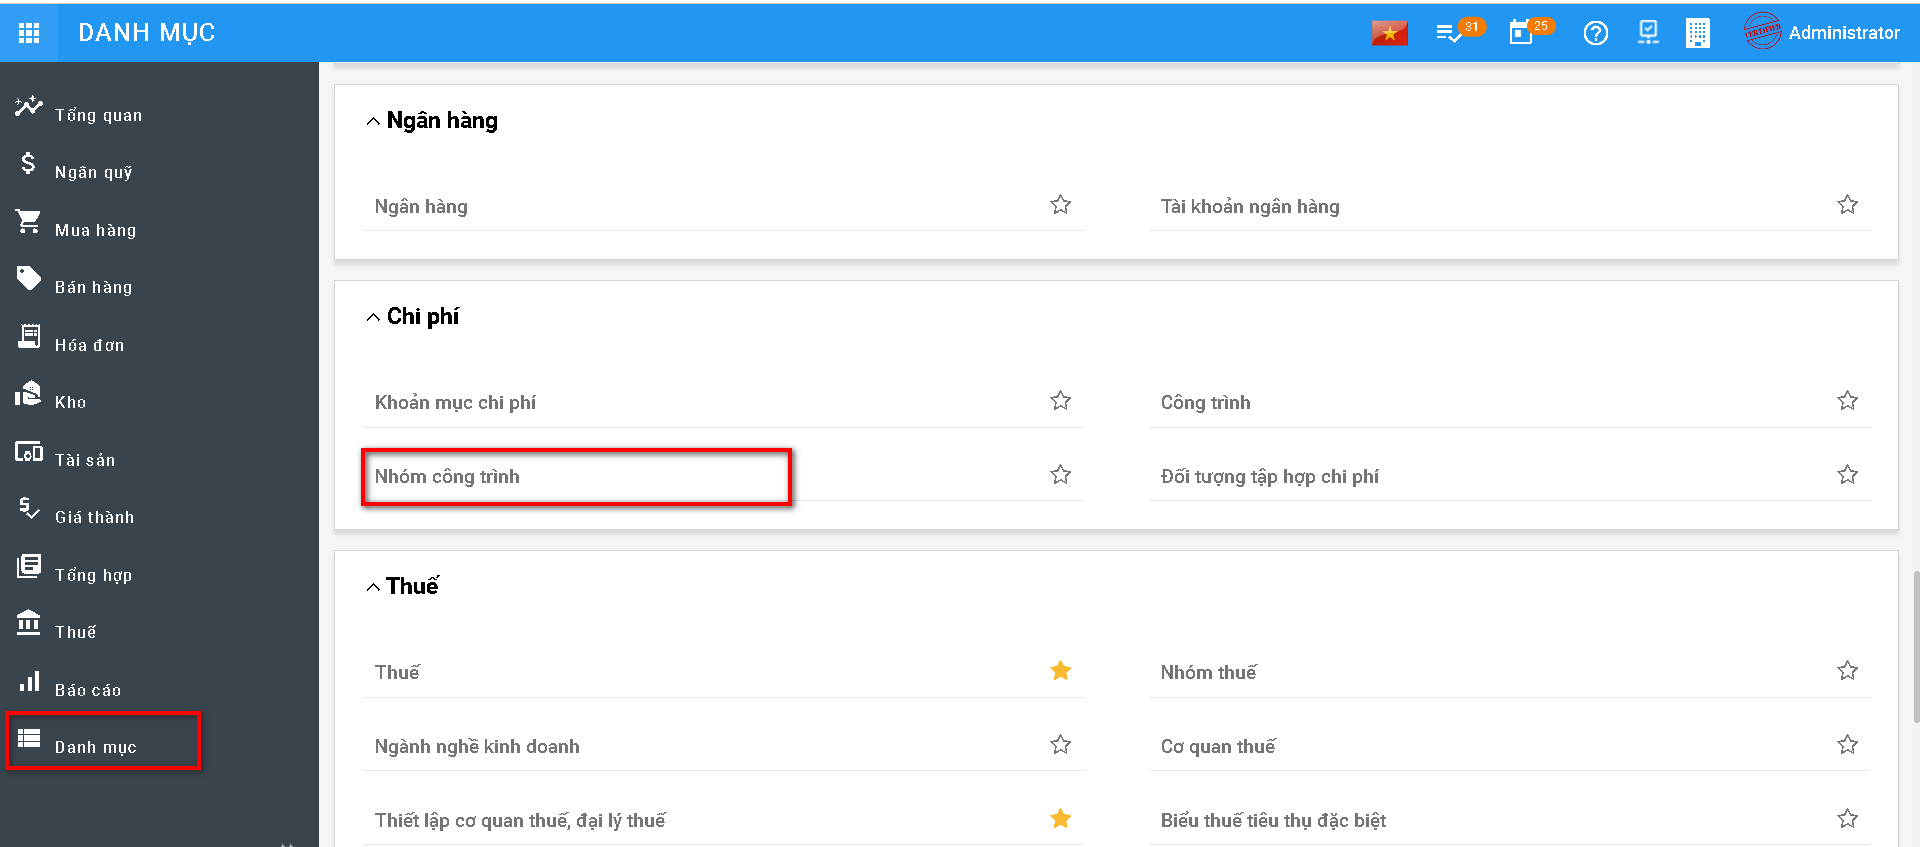 DANH MỤC
31
25
CERTIFIED
Administrator
Tổng quan
Ngân quỹ
Mua hàng
Bán hàng
Hóa đơn
Kho
Tài sản
Giá thành
Tổng hợp
Thuế
Báo cáo
Danh mục
Ngân hàng
Ngân hàng
Tài khoản ngân hàng
Chi phí
Khoản mục chi phí
Công trình
Nhóm công trình
Đối tượng tập hợp chi phí
Thuế
Thuế
Nhóm thuế
Ngành nghề kinh doanh
Cơ quan thuế
Thiết lập cơ quan thuế, đại lý thuế
Biểu thuế tiêu thụ đặc biệt